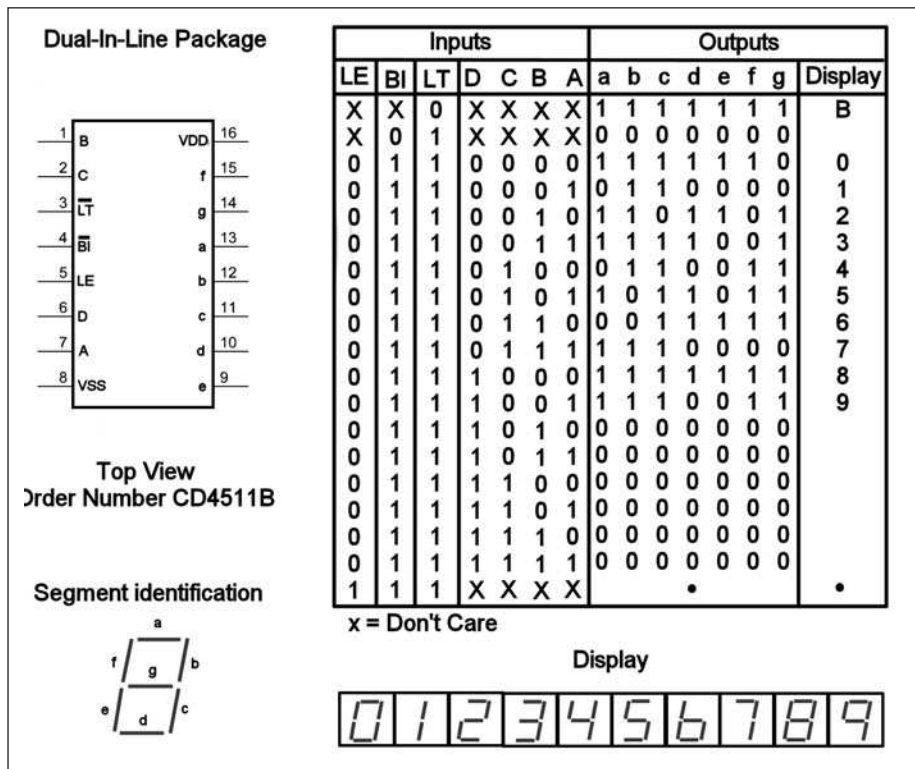 Dual-In-Line Package
1 B VDD 16
2 C f 15
3 LT g 14
4 BI a 13
5 LE b 12
6 D c 11
7 A d 10
8 VSS e 9
Top View
Order Number CD4511B
Segment identification
a
f g b
e d c
Inputs Outputs
LE BI LT D C B A a b c d e f g Display
X X 0 X X X X 1 1 1 1 1 1 1 B
X 0 1 X X X X 0 0 0 0 0 0 0
0 1 1 0 0 0 0 1 1 1 1 1 1 0 0
0 1 1 0 0 0 1 0 1 1 0 0 0 0 1
0 1 1 0 0 1 0 1 1 0 1 1 0 1 2
0 1 1 0 0 1 1 1 1 1 1 0 0 1 3
0 1 1 0 1 0 0 0 1 1 0 0 1 1 4
0 1 1 0 1 0 1 1 0 1 1 0 1 1 5
0 1 1 0 1 1 0 0 0 1 1 1 1 1 6
0 1 1 0 1 1 1 1 1 1 0 0 0 0 7
0 1 1 1 0 0 0 1 1 1 1 1 1 1 8
0 1 1 1 0 0 1 1 1 1 0 0 1 1 9
0 1 1 1 0 1 0 0 0 0 0 0 0 0
0 1 1 1 0 1 1 0 0 0 0 0 0 0
0 1 1 1 1 0 0 0 0 0 0 0 0 0
0 1 1 1 1 0 1 0 0 0 0 0 0 0
0 1 1 1 1 1 0 0 0 0 0 0 0 0
0 1 1 1 1 1 1 0 0 0 0 0 0 0
1 1 1 X X X X • •
x = Don't Care
Display
0 1 2 3 4 5 6 7 8 9